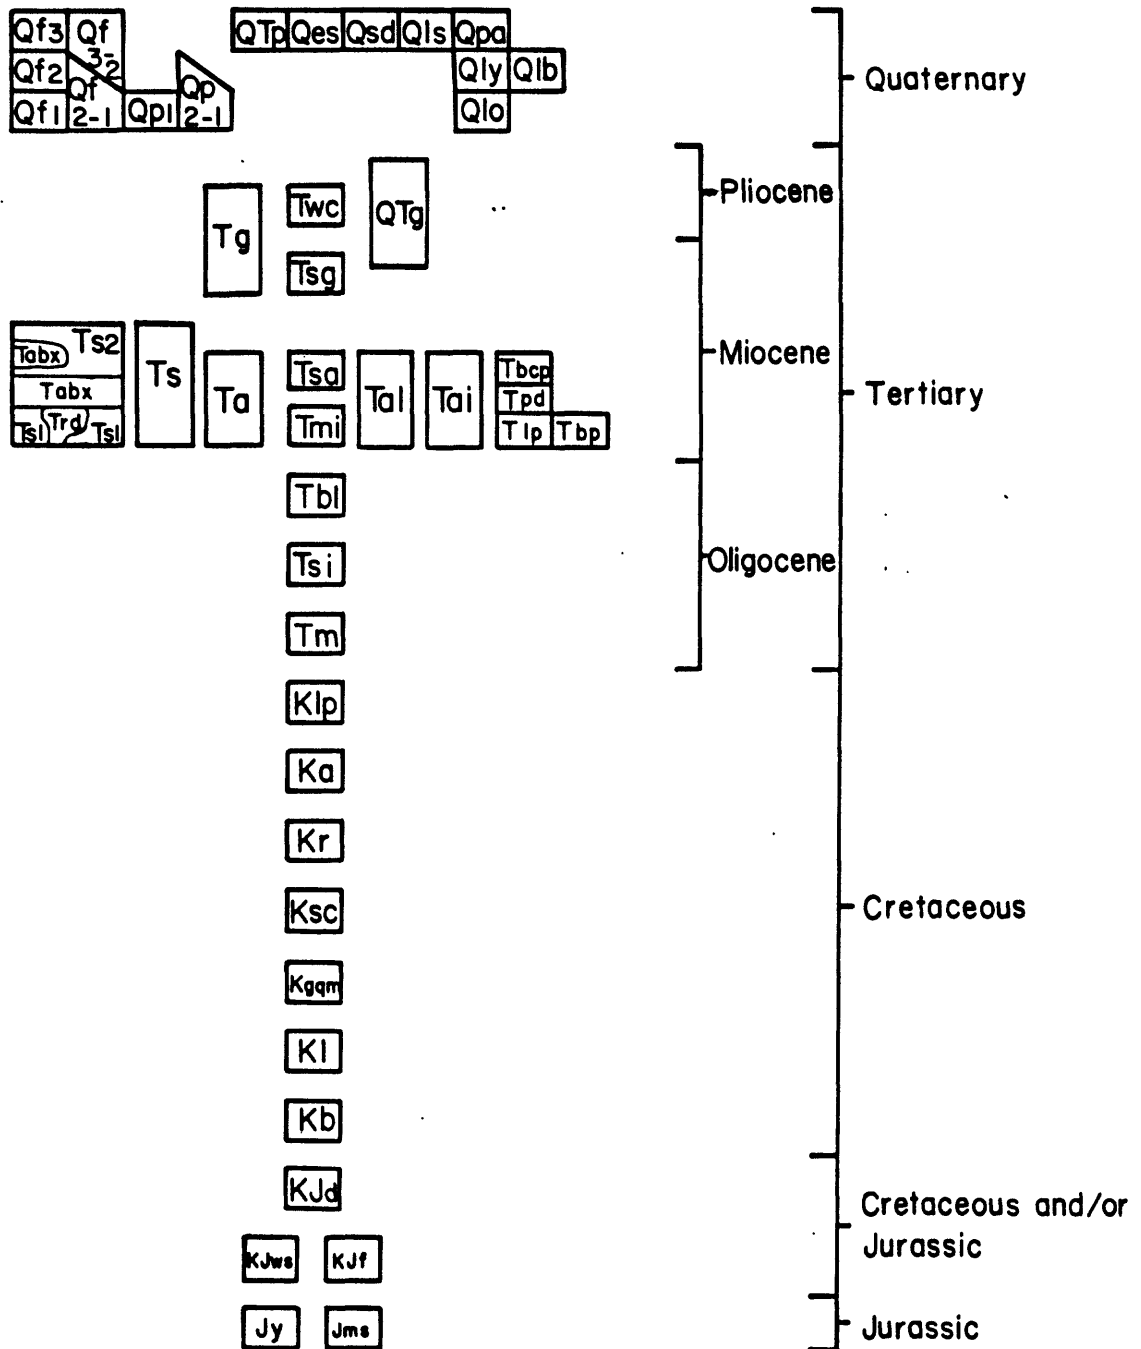 Qf3 Qf 3-2 QTp Qes Qsd Qls Qpa
Qf2 Qf 2-1 Qp 2-1 Qly Qlb Quaternary
Qf1 Qp1 Qlo
Tg Twc QTg Pliocene
Tsg
Tabx Ts2 Ts Ta Tsa Tal Tai Tbcp Miocene
Tabx Tpd Tertiary
Ts1 Trd Ts1 Tmi Tlp Tbp
Tbl
Tsi Oligocene
Tm
Klp
Ka
Kr
Ksc Cretaceous
Kgqm
Kl
Kb
KJd Cretaceous and/or
KJws KJf Jurassic
Jy Jms Jurassic